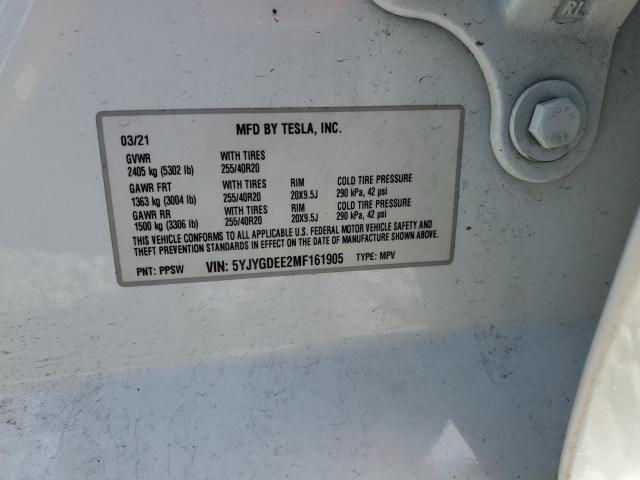 RL
03/21 MFD BY TESLA, INC.
GVWR WITH TIRES
2405 kg (5302 lb) 255/40R20
GAWR FRT WITH TIRES RIM COLD TIRE PRESSURE
1363 kg (3004 lb) 255/40R20 20X9.5J 290 kPa, 42 psi
GAWR RR WITH TIRES RIM COLD TIRE PRESSURE
1500 kg (3306 lb) 255/40R20 20X9.5J 290 kPa, 42 psi
THIS VEHICLE CONFORMS TO ALL APPLICABLE U.S. FEDERAL MOTOR VEHICLE SAFETY AND
THEFT PREVENTION STANDARDS IN EFFECT ON THE DATE OF MANUFACTURE SHOWN ABOVE.
PNT: PPSW VIN: 5YJYGDEE2MF161905 TYPE: MPV